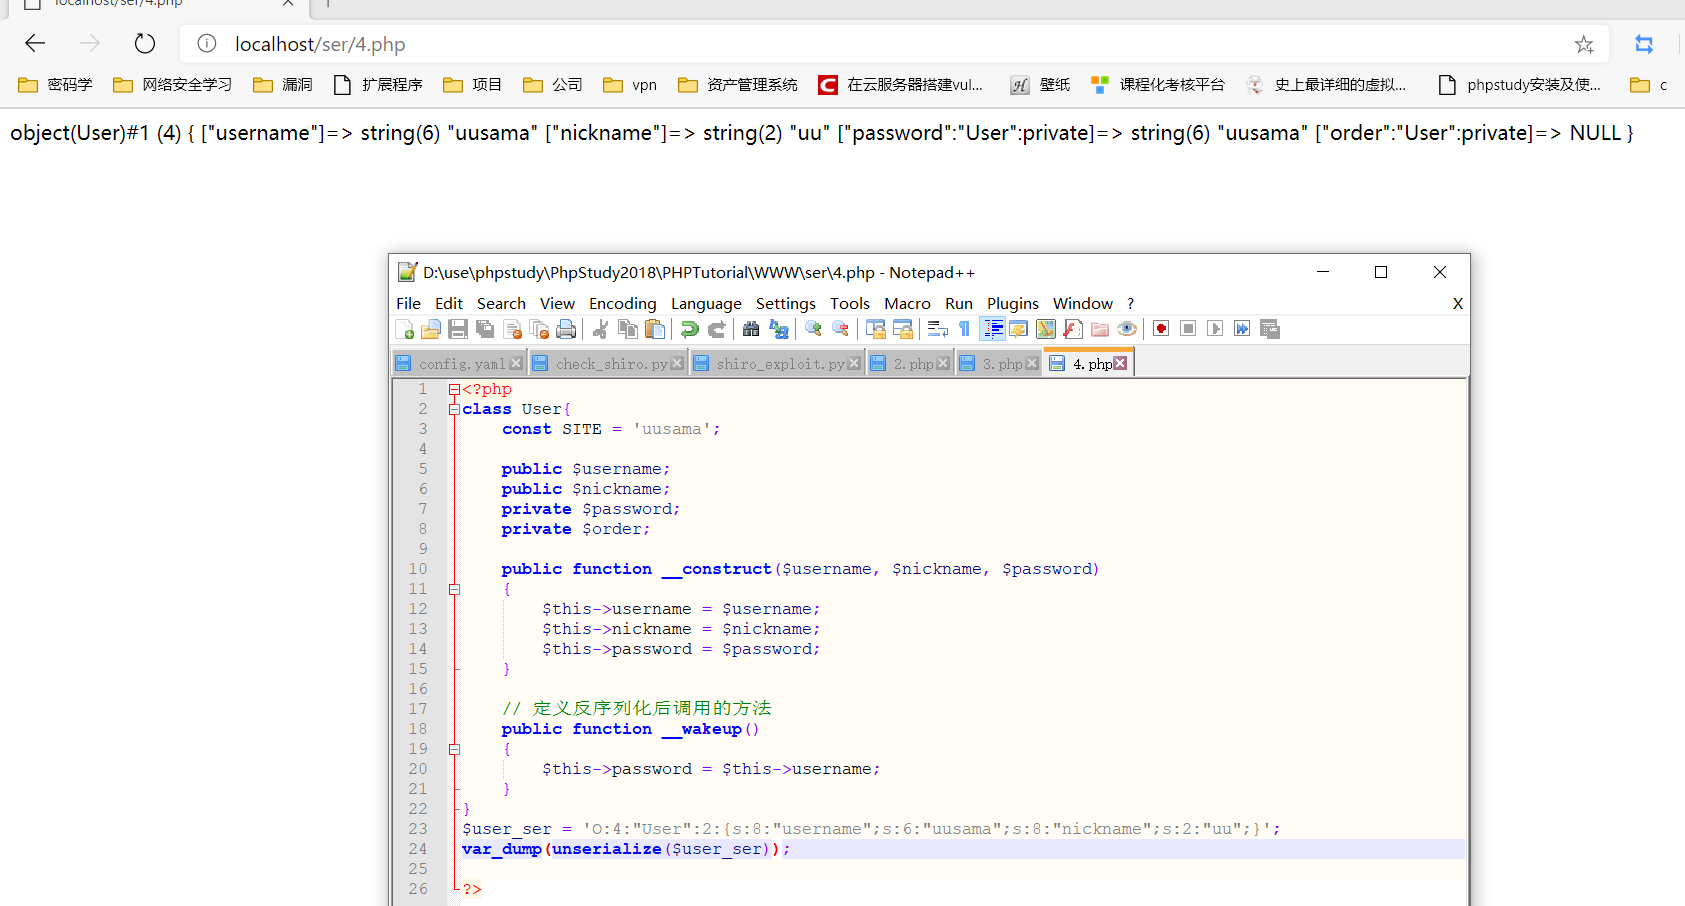 localhost/ser/4.php
localhost/ser/4.php
密码学 网络安全学习 漏洞 扩展程序 项目 公司 vpn 资产管理系统 在云服务器搭建vul... 壁纸 课程化考核平台 史上最详细的虚拟... phpstudy安装及使... c
object(User)#1 (4) { ["username"]=> string(6) "uusama" ["nickname"]=> string(2) "uu" ["password":"User":private]=> string(6) "uusama" ["order":"User":private]=> NULL }
D:\use\phpstudy\PhpStudy2018\PHPTutorial\WWW\ser\4.php - Notepad++
File Edit Search View Encoding Language Settings Tools Macro Run Plugins Window ? X
config.yaml check_shiro.py shiro_exploit.py 2.php 3.php 4.php
1 <?php
2 class User{
3 const SITE = 'uusama';
4
5 public $username;
6 public $nickname;
7 private $password;
8 private $order;
9
10 public function __construct($username, $nickname, $password)
11 {
12 $this->username = $username;
13 $this->nickname = $nickname;
14 $this->password = $password;
15 }
16
17 // 定义反序列化后调用的方法
18 public function __wakeup()
19 {
20 $this->password = $this->username;
21 }
22 }
23 $user_ser = 'O:4:"User":2:{s:8:"username";s:6:"uusama";s:8:"nickname";s:2:"uu";}';
24 var_dump(unserialize($user_ser));
25
26 ?>